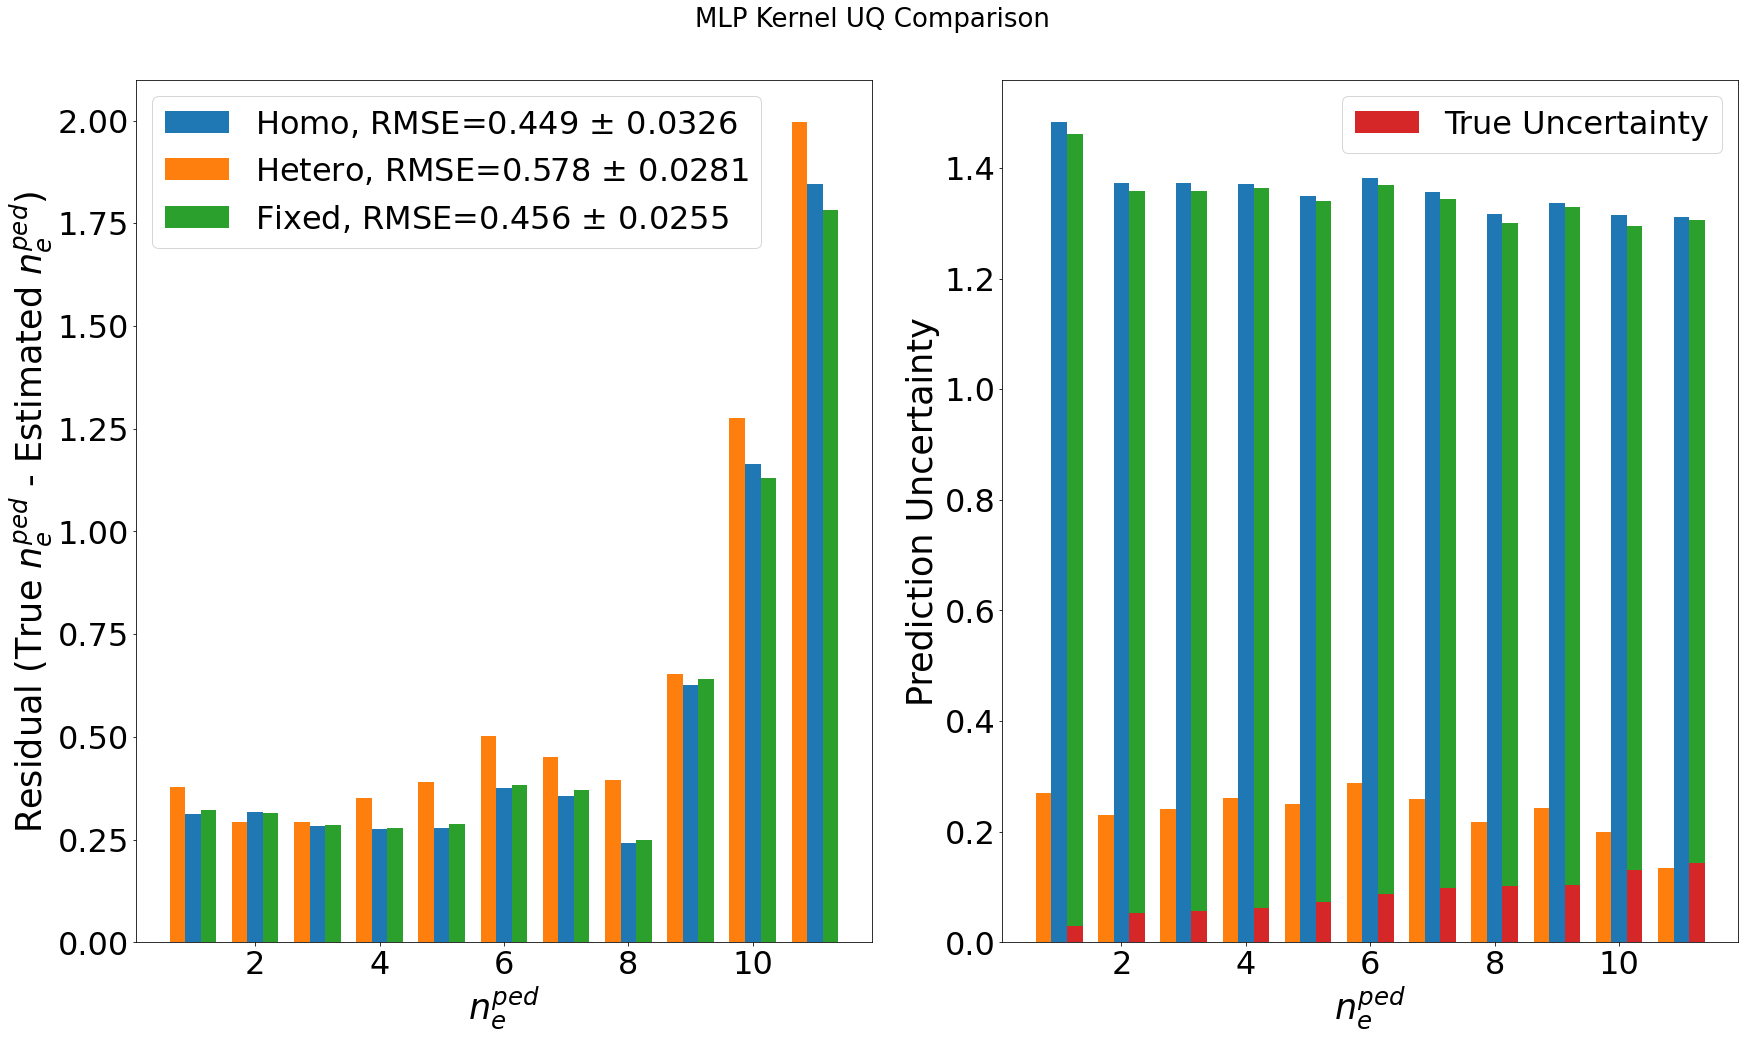 MLP Kernel UQ Comparison
Residual (True $n_e^{ped}$ - Estimated $n_e^{ped}$)
2.00
1.75
1.50
1.25
1.00
0.75
0.50
0.25
0.00
Homo, RMSE=0.449 ± 0.0326
Hetero, RMSE=0.578 ± 0.0281
Fixed, RMSE=0.456 ± 0.0255
2 4 6 8 10
$n_e^{ped}$
Prediction Uncertainty
1.4
1.2
1.0
0.8
0.6
0.4
0.2
0.0
True Uncertainty
2 4 6 8 10
$n_e^{ped}$